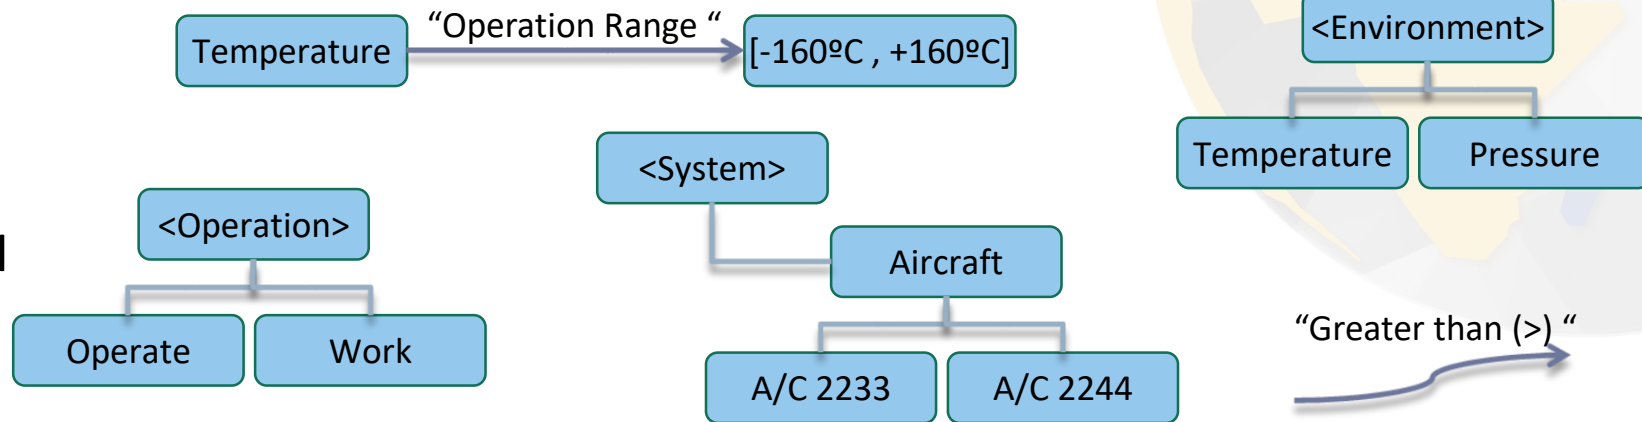 “Operation Range “
Temperature
[-160ºC , +160ºC]
<Environment>
Temperature
Pressure
<System>
<Operation>
Aircraft
Operate
Work
“Greater than (>) “
A/C 2233
A/C 2244